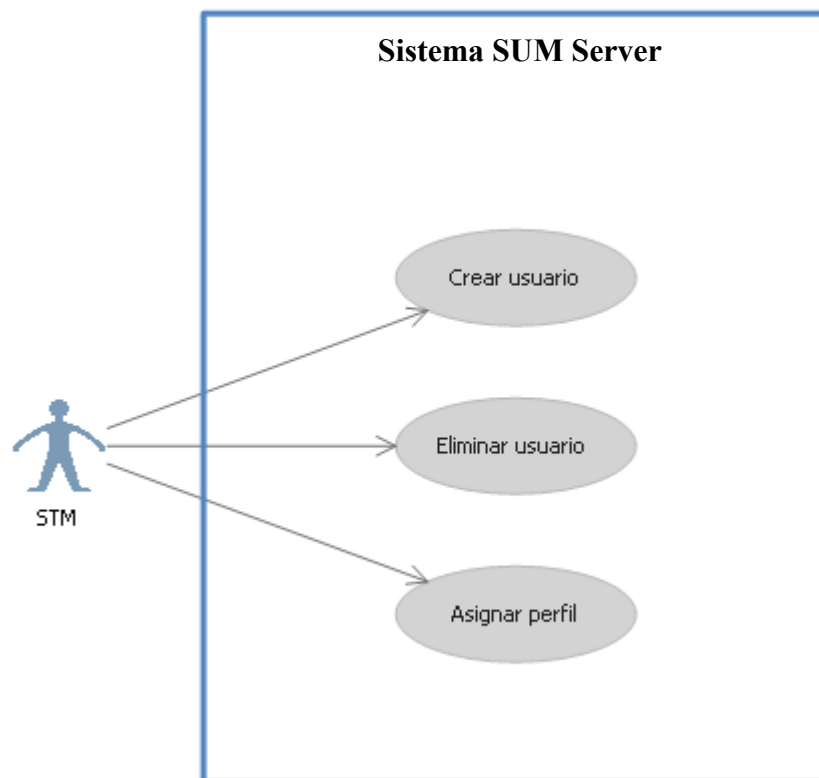 Sistema SUM Server
Crear usuario
Eliminar usuario
STM
Asignar perfil